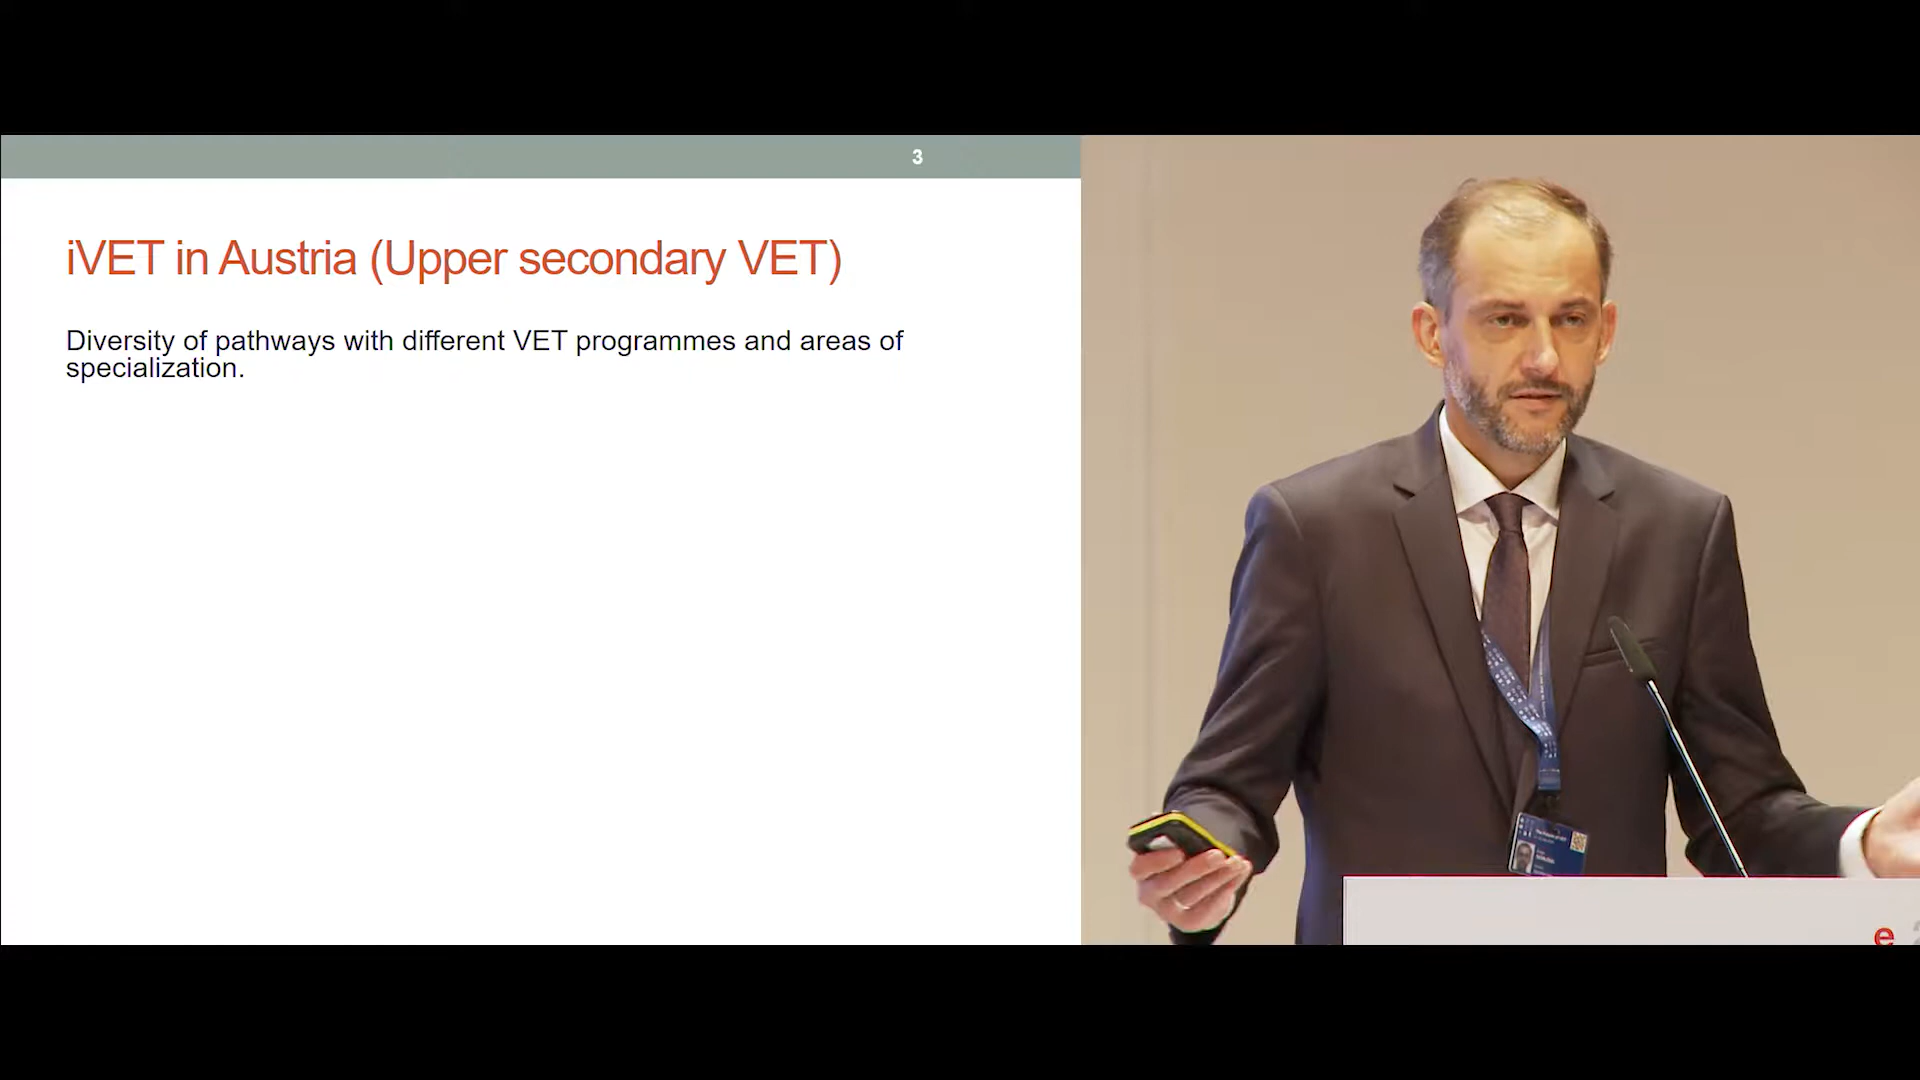 3
iVET in Austria (Upper secondary VET)
Diversity of pathways with different VET programmes and areas of
specialization.
e